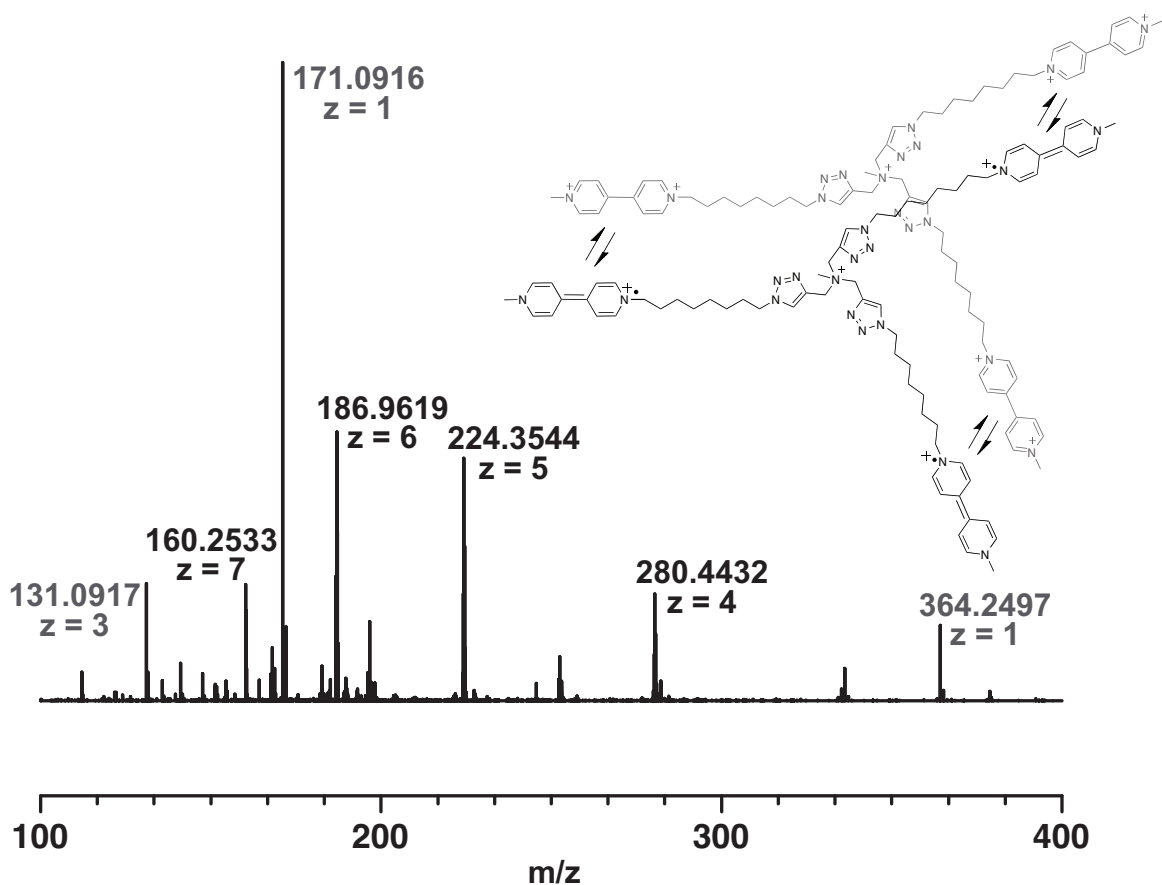 171.0916
z = 1
186.9619
z = 6
224.3544
z = 5
160.2533
z = 7
131.0917
z = 3
280.4432
z = 4
364.2497
z = 1
100
200
300
400
m/z
N
+
N
+
N
N
N
N
+
N
N
N
N
+
N
+
N
N
N
N
N
+
N
+
N
+•
N
N
N
N
N
N
N
N
+
N
N
N
N
+•
N
N
+•
N